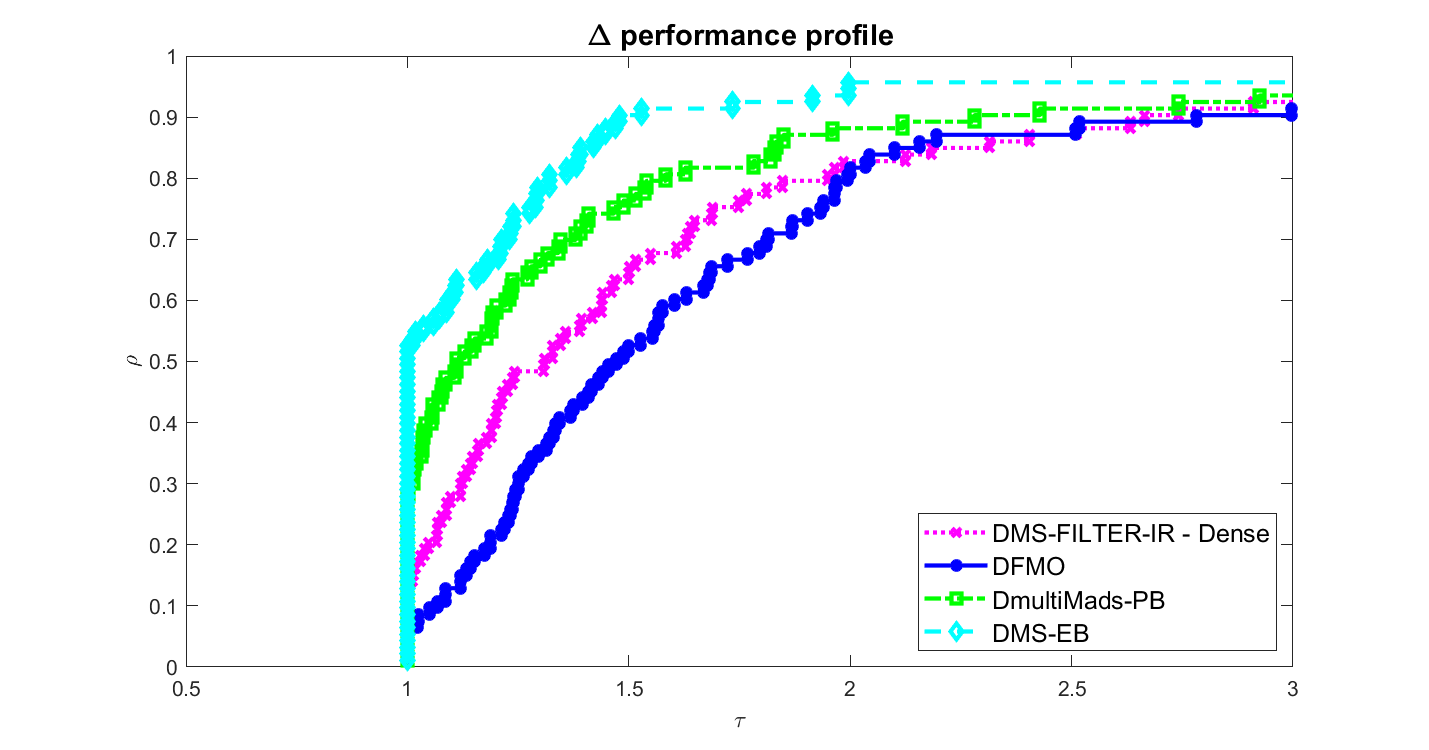 Δ performance profile
1
0.9
0.8
0.7
0.6
0.5
0.4
0.3
0.2
0.1
0
ρ
0.5 1 1.5 2 2.5 3
τ
DMS-FILTER-IR - Dense
DFMO
DmultiMads-PB
DMS-EB